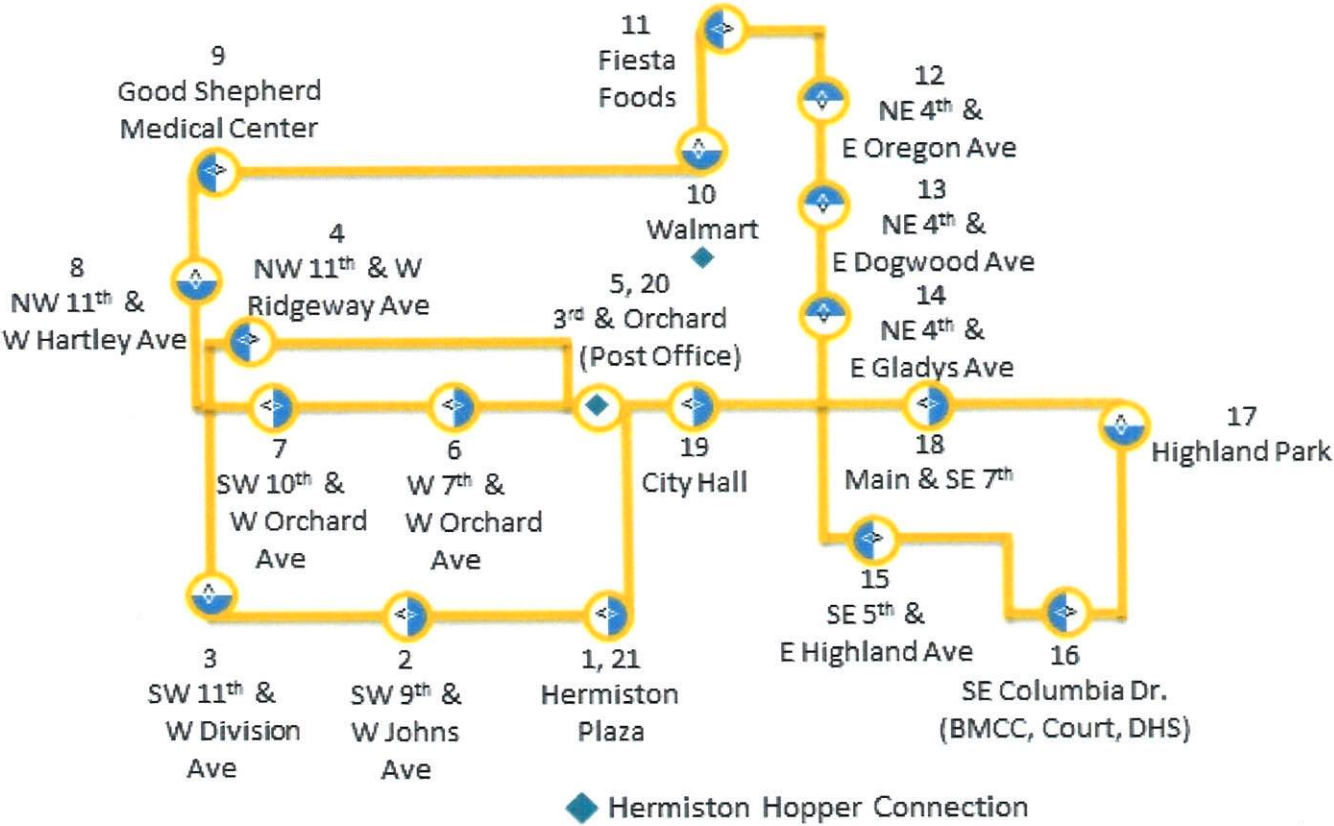 11
Fiesta
Foods
9
Good Shepherd
Medical Center
12
NE 4th &
E Oregon Ave
10
Walmart
13
NE 4th &
E Dogwood Ave
4
NW 11th & W
Ridgeway Ave
8
NW 11th &
W Hartley Ave
5, 20
3rd & Orchard
(Post Office)
14
NE 4th &
E Gladys Ave
7
SW 10th &
W Orchard
Ave
6
W 7th &
W Orchard
Ave
19
City Hall
18
Main & SE 7th
17
Highland Park
15
SE 5th &
E Highland Ave
3
SW 11th &
W Division
Ave
2
SW 9th &
W Johns
Ave
1, 21
Hermiston
Plaza
16
SE Columbia Dr.
(BMCC, Court, DHS)
Hermiston Hopper Connection